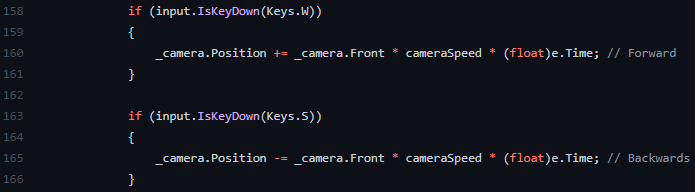 158 if (input.IsKeyDown(Keys.W))
159 {
160 _camera.Position += _camera.Front * cameraSpeed * (float)e.Time; // Forward
161 }
162
163 if (input.IsKeyDown(Keys.S))
164 {
165 _camera.Position -= _camera.Front * cameraSpeed * (float)e.Time; // Backwards
166 }